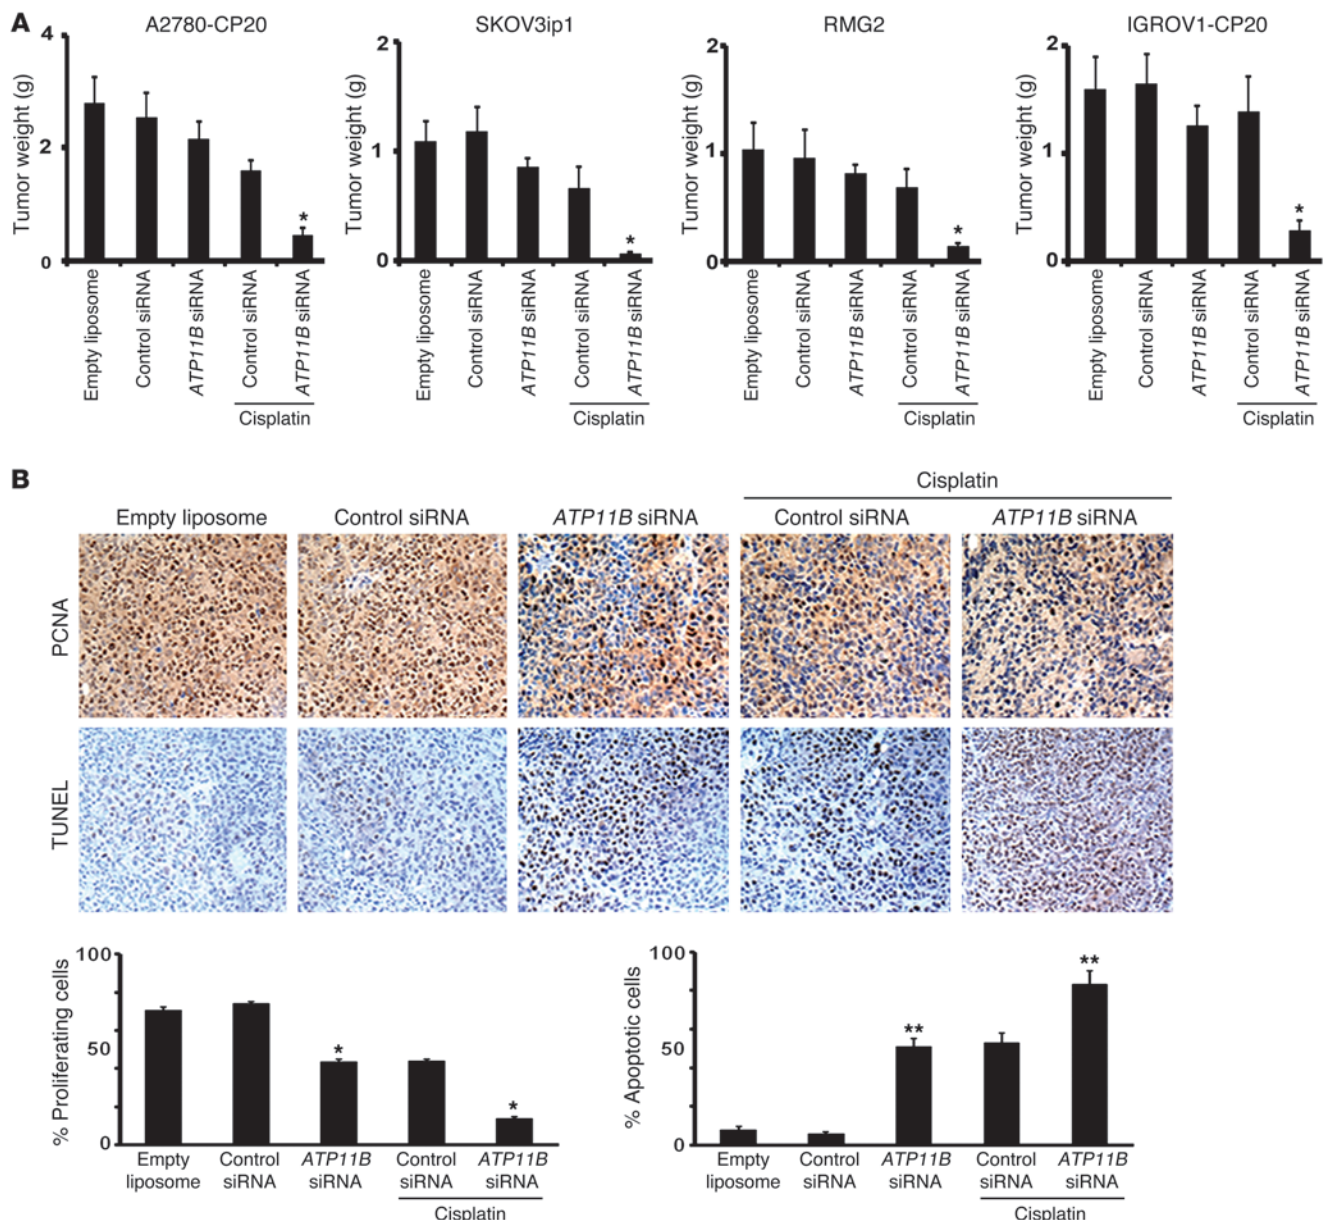 A
A2780-CP20
Tumor weight (g)
4
2
0
Empty liposome
Control siRNA
ATP11B siRNA
Control siRNA
ATP11B siRNA
Cisplatin
*
SKOV3ip1
Tumor weight (g)
2
1
0
Empty liposome
Control siRNA
ATP11B siRNA
Control siRNA
ATP11B siRNA
Cisplatin
*
RMG2
Tumor weight (g)
2
1
0
Empty liposome
Control siRNA
ATP11B siRNA
Control siRNA
ATP11B siRNA
Cisplatin
*
IGROV1-CP20
Tumor weight (g)
2
1
0
Empty liposome
Control siRNA
ATP11B siRNA
Control siRNA
ATP11B siRNA
Cisplatin
*
B
Cisplatin
Empty liposome Control siRNA ATP11B siRNA Control siRNA ATP11B siRNA
PCNA
TUNEL
% Proliferating cells
100
50
0
*
*
Empty liposome
Control siRNA
ATP11B siRNA
Control siRNA
ATP11B siRNA
Cisplatin
% Apoptotic cells
100
50
0
**
**
Empty liposome
Control siRNA
ATP11B siRNA
Control siRNA
ATP11B siRNA
Cisplatin